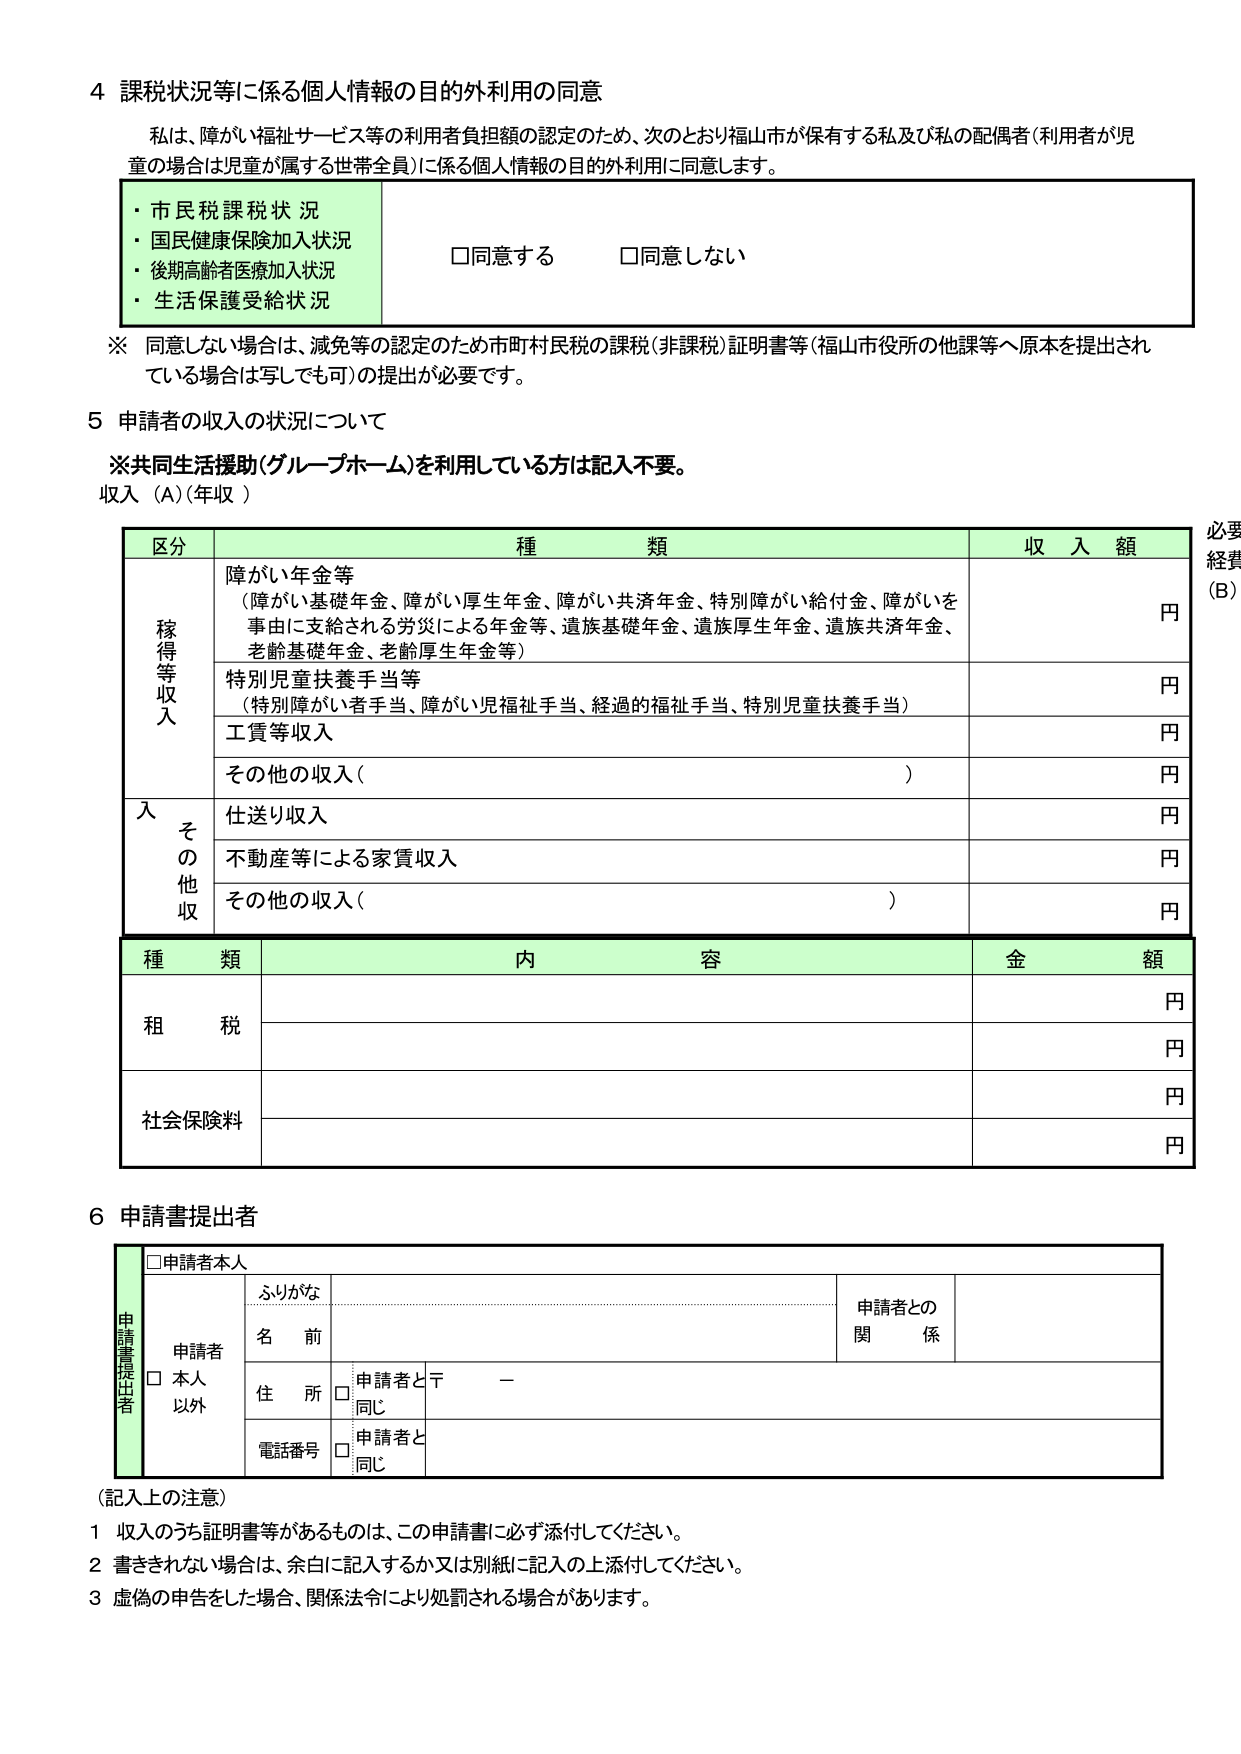 4 課税状況等に係る個人情報の目的外利用の同意
私は、障がい福祉サービス等の利用者負担額の認定のため、次のとおり福山市が保有する私及び私の配偶者(利用者が児
童の場合は児童が属する世帯全員)に係る個人情報の目的外利用に同意します。
・ 市民税課税状 況
・ 国民健康保険加入状況
・ 後期高齢者医療加入状況
・ 生活保護受給状況
□同意する □同意しない
※ 同意しない場合は、減免等の認定のため市町村民税の課税(非課税)証明書等(福山市役所の他課等へ原本を提出され
ている場合は写しでも可)の提出が必要です。
5 申請者の収入の状況について
※共同生活援助(グループホーム)を利用している方は記入不要。
収入 (A)(年収 )
必要
経費
(B)
区分 種 類 収 入 額
稼得等収入
障がい年金等
(障がい基礎年金、障がい厚生年金、障がい共済年金、特別障がい給付金、障がいを
事由に支給される労災による年金等、遺族基礎年金、遺族厚生年金、遺族共済年金、
老齢基礎年金、老齢厚生年金等)
円
特別児童扶養手当等
(特別障がい者手当、障がい児福祉手当、経過的福祉手当、特別児童扶養手当)
円
工賃等収入 円
その他の収入( ) 円
その他収入
仕送り収入 円
不動産等による家賃収入 円
その他の収入( ) 円
種 類 内 容 金 額
租 税
円
円
社会保険料
円
円
6 申請書提出者
申請書提出者
□申請者本人
□ 申請者
本人
以外
ふりがな
名 前
申請者との
関 係
住 所 □ 申請者と
同じ
〒 ー
電話番号 □ 申請者と
同じ
(記入上の注意)
1 収入のうち証明書等があるものは、この申請書に必ず添付してください。
2 書ききれない場合は、余白に記入するか又は別紙に記入の上添付してください。
3 虚偽の申告をした場合、関係法令により処罰される場合があります。